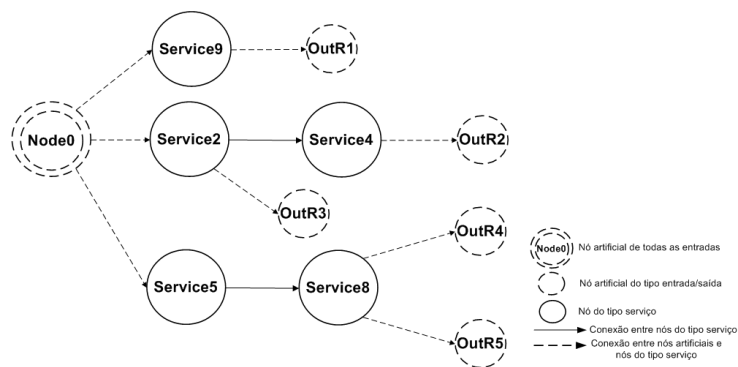 Service9
OutR1
Node0
Service2
Service4
OutR2
OutR3
OutR4
Service5
Service8
OutR5
Node0
Nó artificial de todas as entradas
Nó artificial do tipo entrada/saída
Nó do tipo serviço
Conexão entre nós do tipo serviço
Conexão entre nós artificiais e
nós do tipo serviço